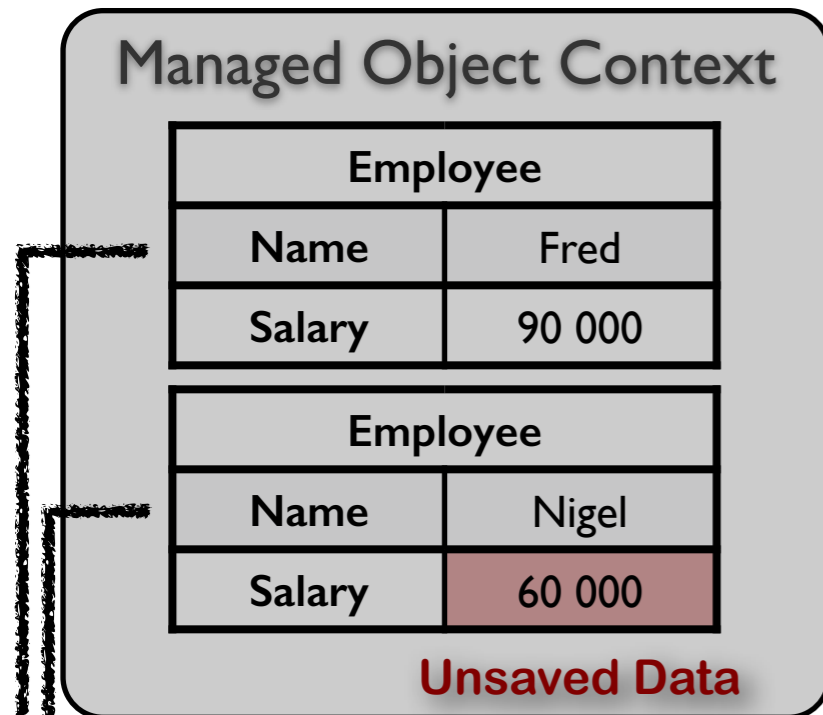 Managed Object Context
Employee
Name Fred
Salary 90 000
Employee
Name Nigel
Salary 60 000
Unsaved Data